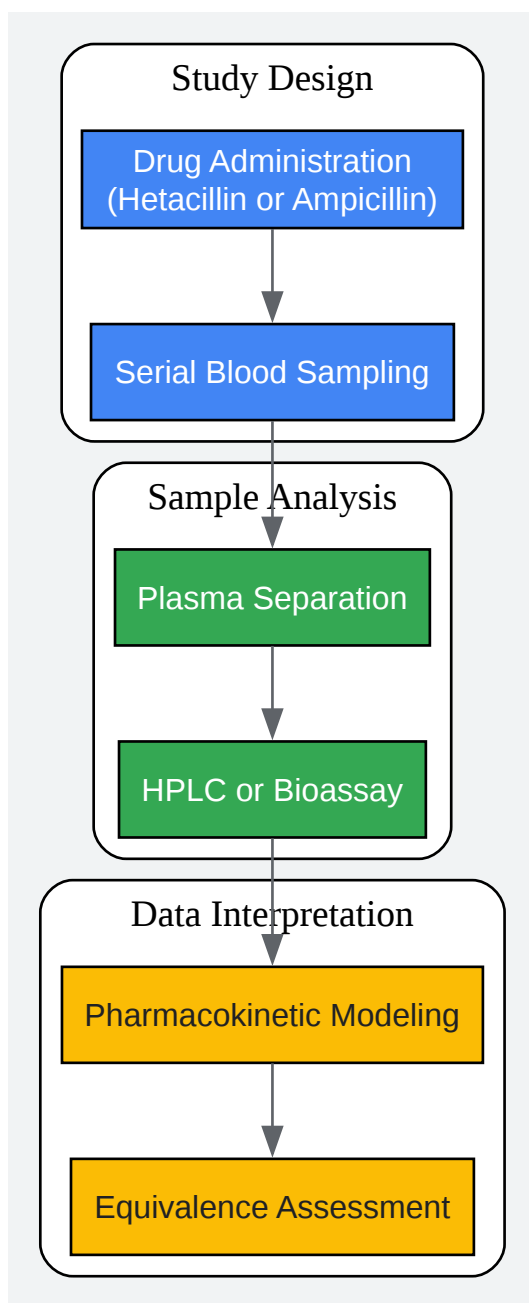 Study Design
Drug Administration
(Hetacillin or Ampicillin)
Serial Blood Sampling
Sample Analysis
Plasma Separation
HPLC or Bioassay
Data Interpretation
Pharmacokinetic Modeling
Equivalence Assessment